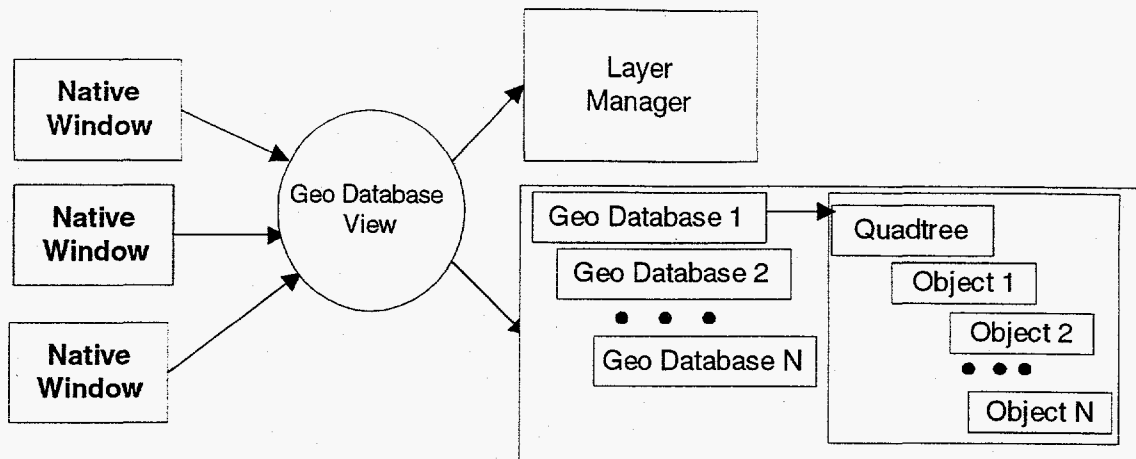 Native
Window
Native
Window
Native
Window
Geo Database
View
Layer
Manager
Geo Database 1
Geo Database 2
• • •
Geo Database N
Quadtree
Object 1
Object 2
• • •
Object N